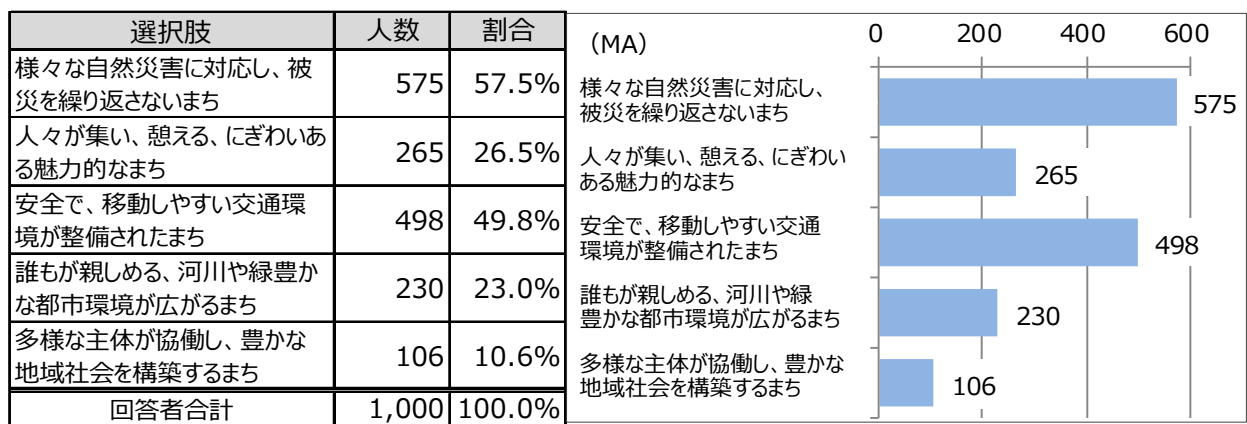 選択肢 人数 割合
様々な自然災害に対応し、被
災を繰り返さないまち
575 57.5%
人々が集い、憩える、にぎわいあ
る魅力的なまち
265 26.5%
安全で、移動しやすい交通環
境が整備されたまち
498 49.8%
誰もが親しめる、河川や緑豊か
な都市環境が広がるまち
230 23.0%
多様な主体が協働し、豊かな
地域社会を構築するまち
106 10.6%
回答者合計 1,000 100.0%
（MA）
0 200 400 600
様々な自然災害に対応し、
被災を繰り返さないまち
575
人々が集い、憩える、にぎわい
ある魅力的なまち
265
安全で、移動しやすい交通
環境が整備されたまち
498
誰もが親しめる、河川や緑
豊かな都市環境が広がるまち
230
多様な主体が協働し、豊かな
地域社会を構築するまち
106